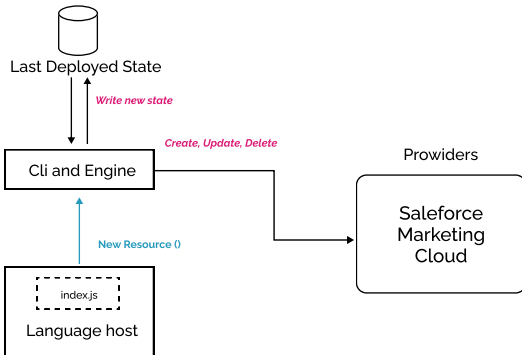 Last Deployed State
Write new state
Create, Update, Delete
Cli and Engine
Prowiders
Saleforce
Marketing
Cloud
New Resource ()
index.js
Language host